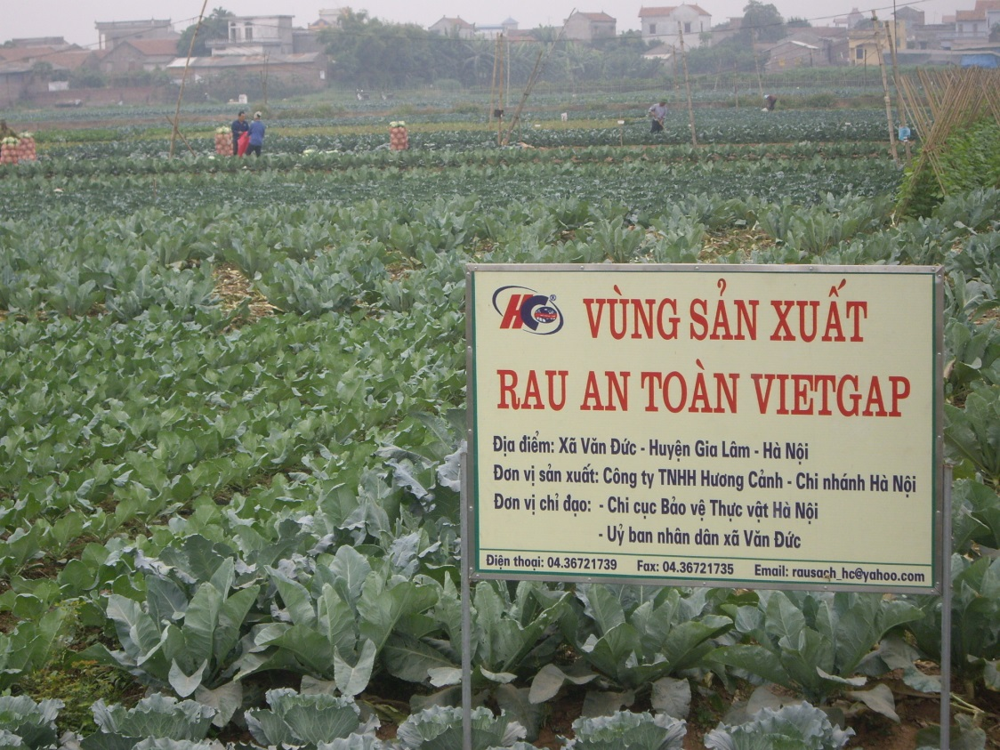 HC®
VÙNG SẢN XUẤT
RAU AN TOÀN VIETGAP
Địa điểm: Xã Văn Đức - Huyện Gia Lâm - Hà Nội
Đơn vị sản xuất: Công ty TNHH Hương Cảnh - Chi nhánh Hà Nội
Đơn vị chỉ đạo: - Chi cục Bảo vệ Thực vật Hà Nội
- Uỷ ban nhân dân xã Văn Đức
Điện thoại: 04.36721739 Fax: 04.36721735 Email: rausach_hc@yahoo.com